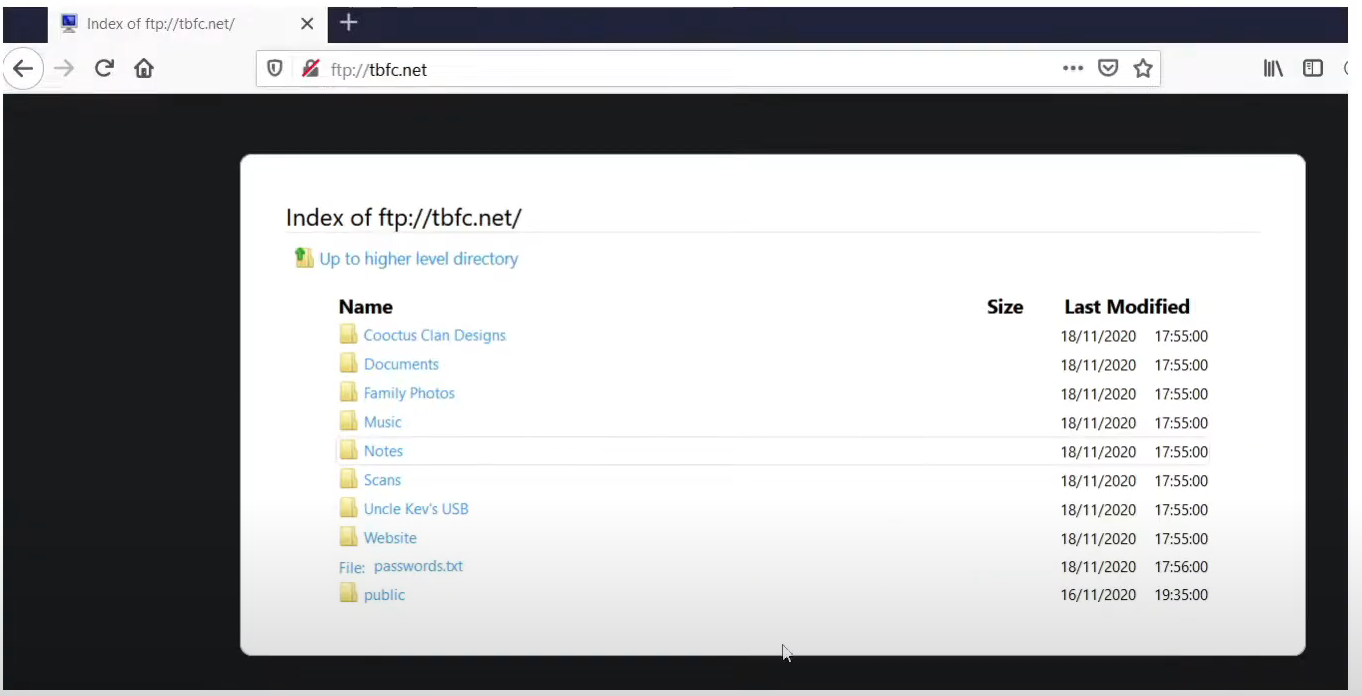 Index of ftp://tbfc.net/
ftp://tbfc.net
Index of ftp://tbfc.net/
Up to higher level directory
Name Size Last Modified
Cooctus Clan Designs 18/11/2020 17:55:00
Documents 18/11/2020 17:55:00
Family Photos 18/11/2020 17:55:00
Music 18/11/2020 17:55:00
Notes 18/11/2020 17:55:00
Scans 18/11/2020 17:55:00
Uncle Kev's USB 18/11/2020 17:55:00
Website 18/11/2020 17:55:00
File: passwords.txt 18/11/2020 17:56:00
public 16/11/2020 19:35:00